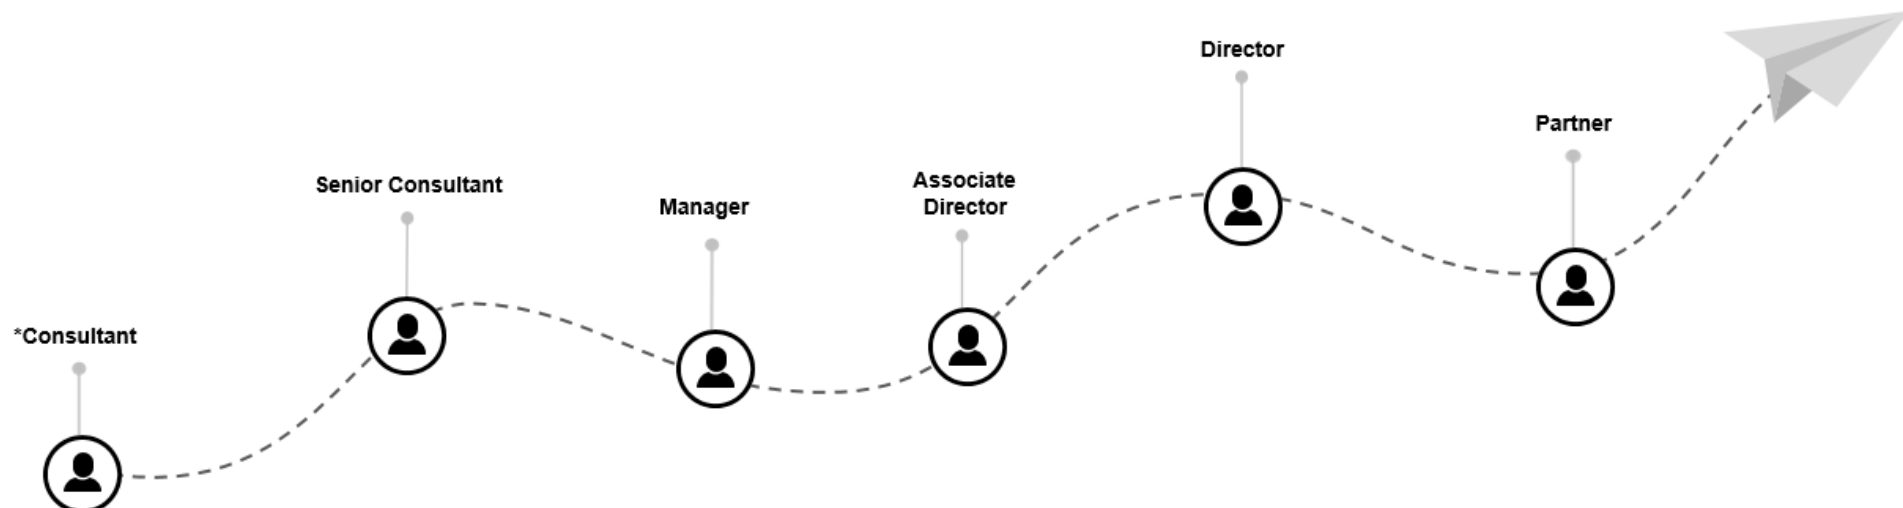 *Consultant
Senior Consultant
Manager
Associate
Director
Director
Partner